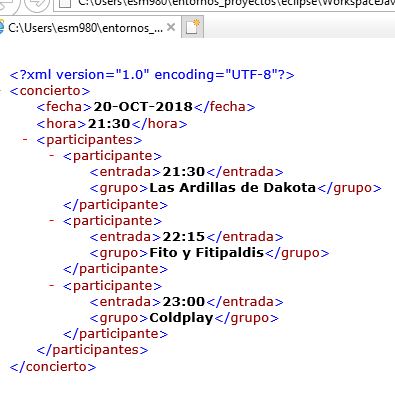 C:\Users\esm980\entornos_proyectos\eclipse\WorkspaceJav
C:\Users\esm980\entornos_... ×
<?xml version="1.0" encoding="UTF-8"?>
<concierto>
<fecha>20-OCT-2018</fecha>
<hora>21:30</hora>
- <participantes>
- <participante>
<entrada>21:30</entrada>
<grupo>Las Ardillas de Dakota</grupo>
</participante>
- <participante>
<entrada>22:15</entrada>
<grupo>Fito y Fitipaldis</grupo>
</participante>
- <participante>
<entrada>23:00</entrada>
<grupo>Coldplay</grupo>
</participante>
</participantes>
</concierto>